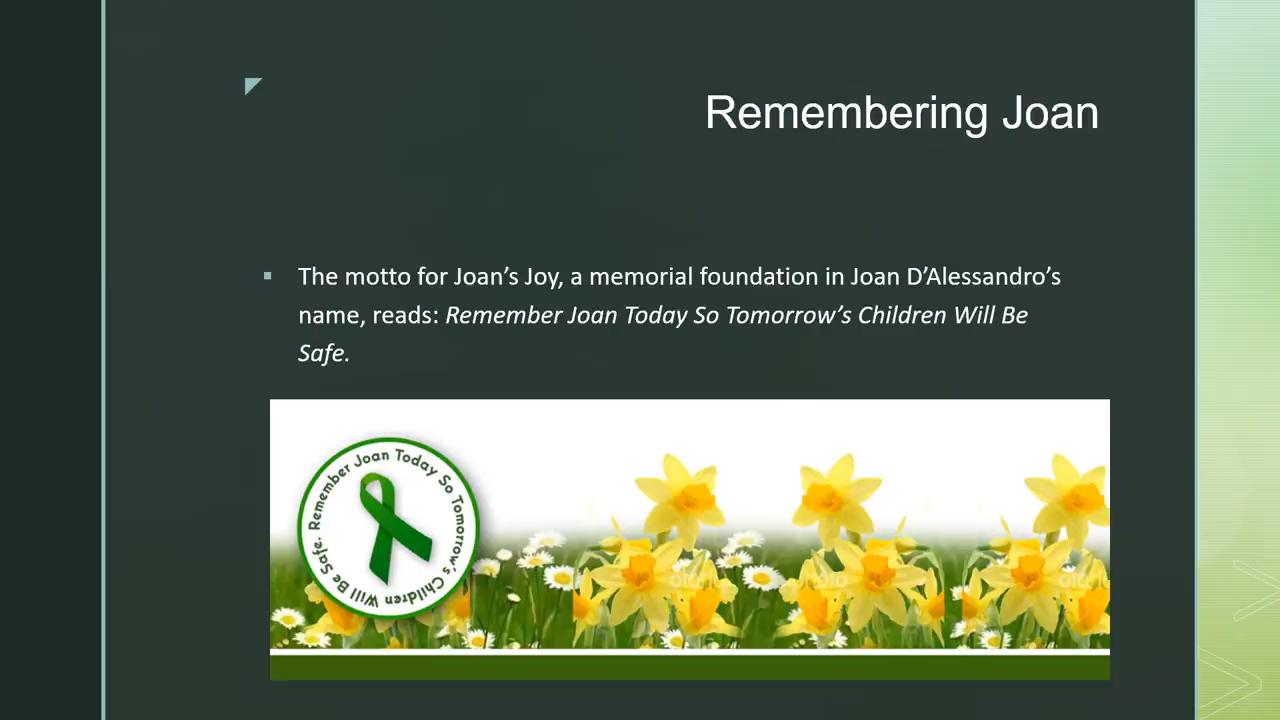 Remembering Joan
The motto for Joan’s Joy, a memorial foundation in Joan D’Alessandro’s
name, reads: Remember Joan Today So Tomorrow’s Children Will Be
Safe.
Remember Joan Today So Tomorrow's Children Will Be Safe.